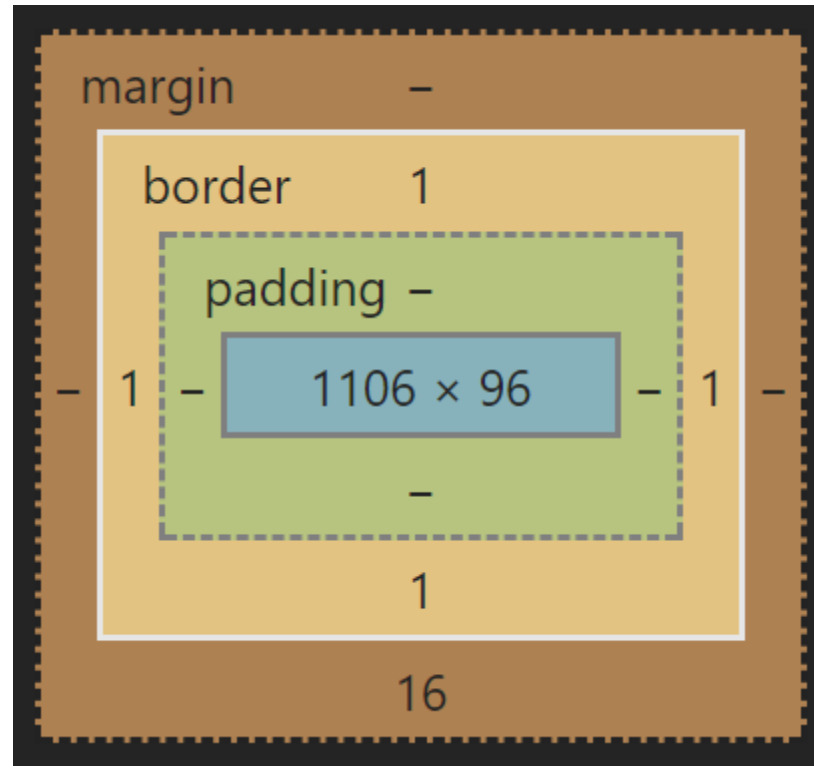 margin –
border 1
padding –
– 1 – 1106 × 96 – 1 –
–
1
16